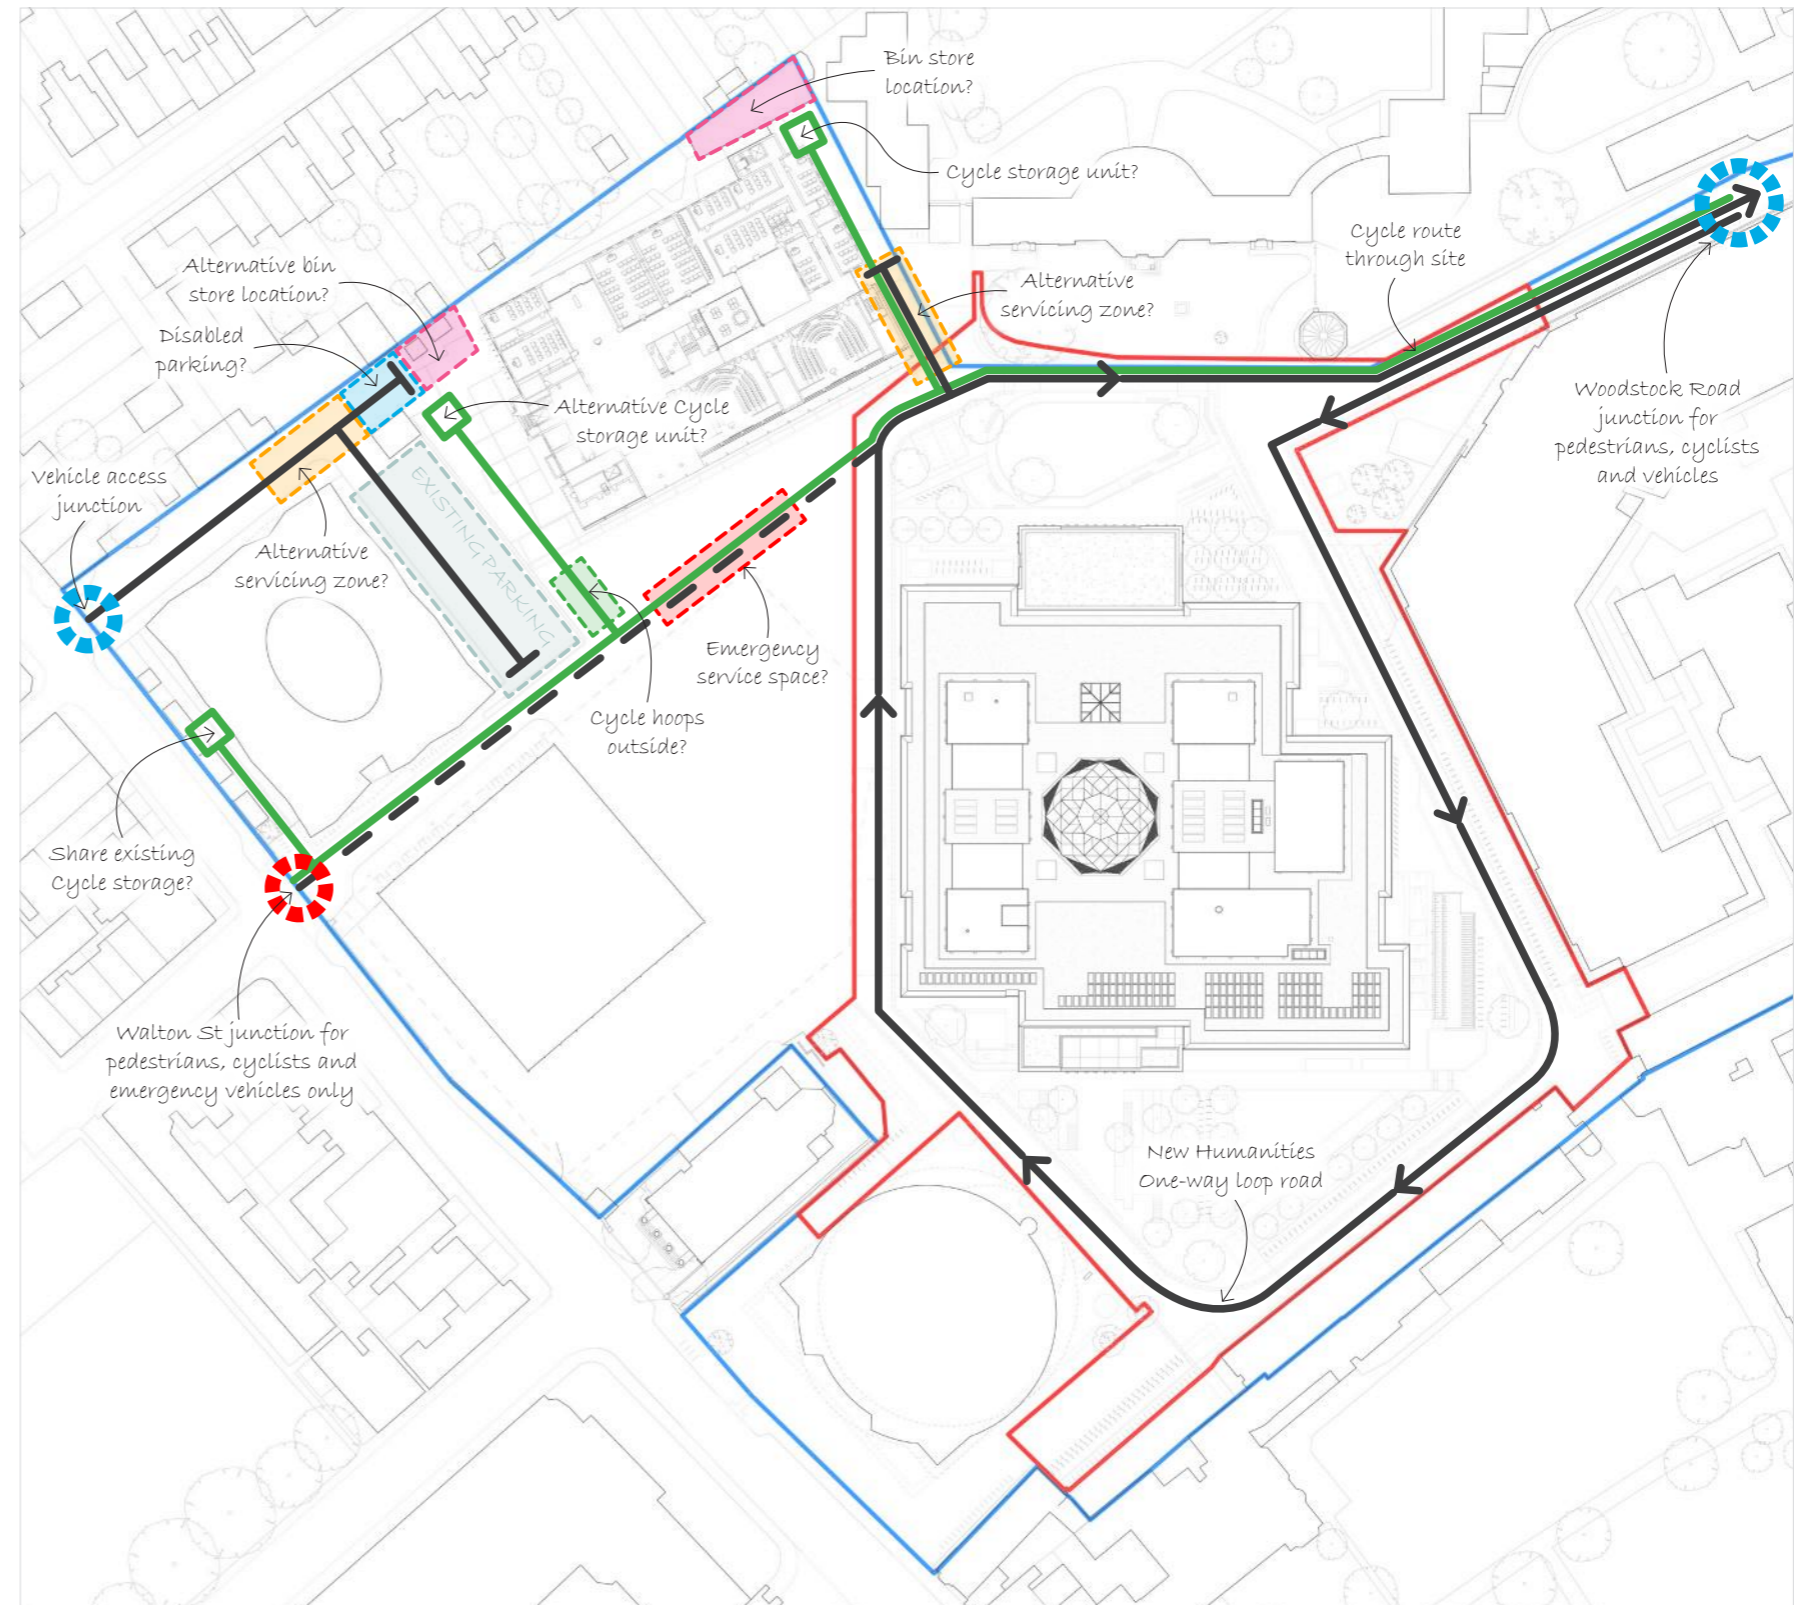 Bin store
location?
Cycle storage unit?
Cycle route
through site
Alternative bin
store location?
Alternative
servicing zone?
Disabled
parking?
Woodstock Road
junction for
pedestrians, cyclists
and vehicles
Alternative Cycle
storage unit?
Vehicle access
junction
EXISTING PARKING
Alternative
servicing zone?
Emergency
service space?
Cycle hoops
outside?
Share existing
Cycle storage?
Walton St junction for
pedestrians, cyclists and
emergency vehicles only
New Humanities
One-way loop road